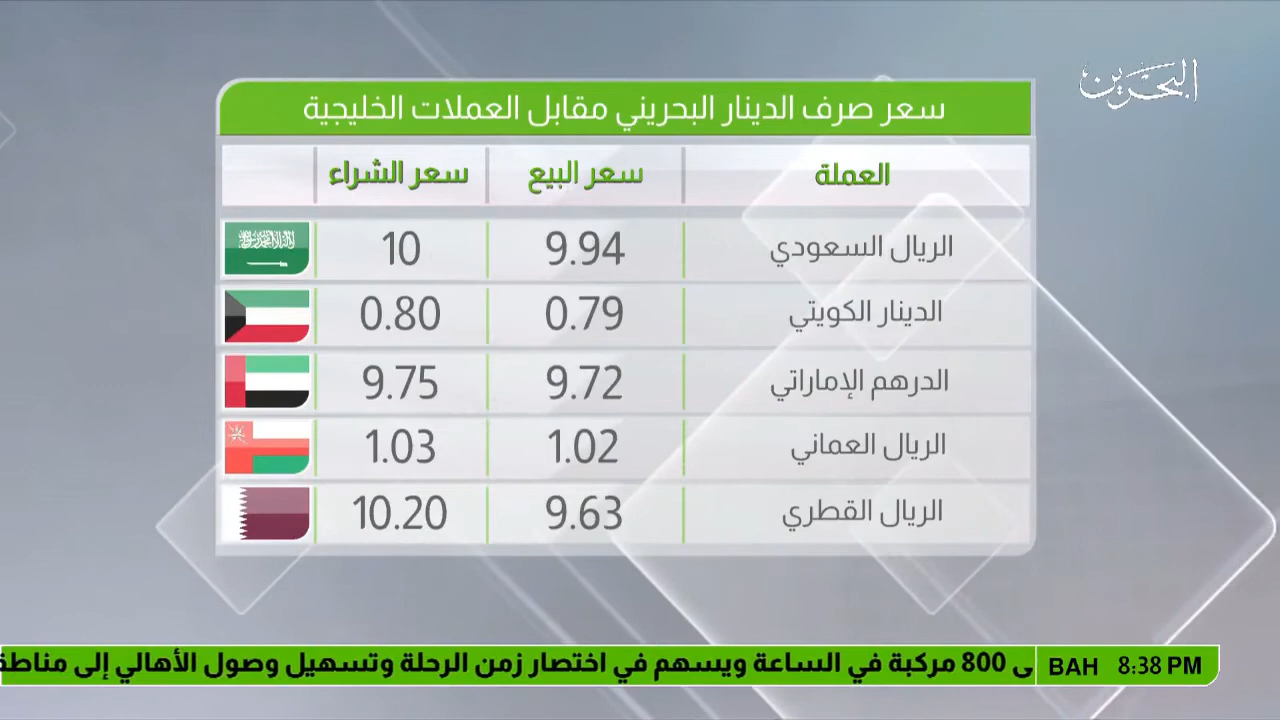 البحرين
سعر صرف الدينار البحريني مقابل العملات الخليجية
العملة سعر البيع سعر الشراء
الريال السعودي 9.94 10
الدينار الكويتي 0.79 0.80
الدرهم الإماراتي 9.72 9.75
الريال العماني 1.02 1.03
الريال القطري 9.63 10.20
BAH 8:38 PM
ى 800 مركبة في الساعة ويسهم في اختصار زمن الرحلة وتسهيل وصول الأهالي إلى مناطق